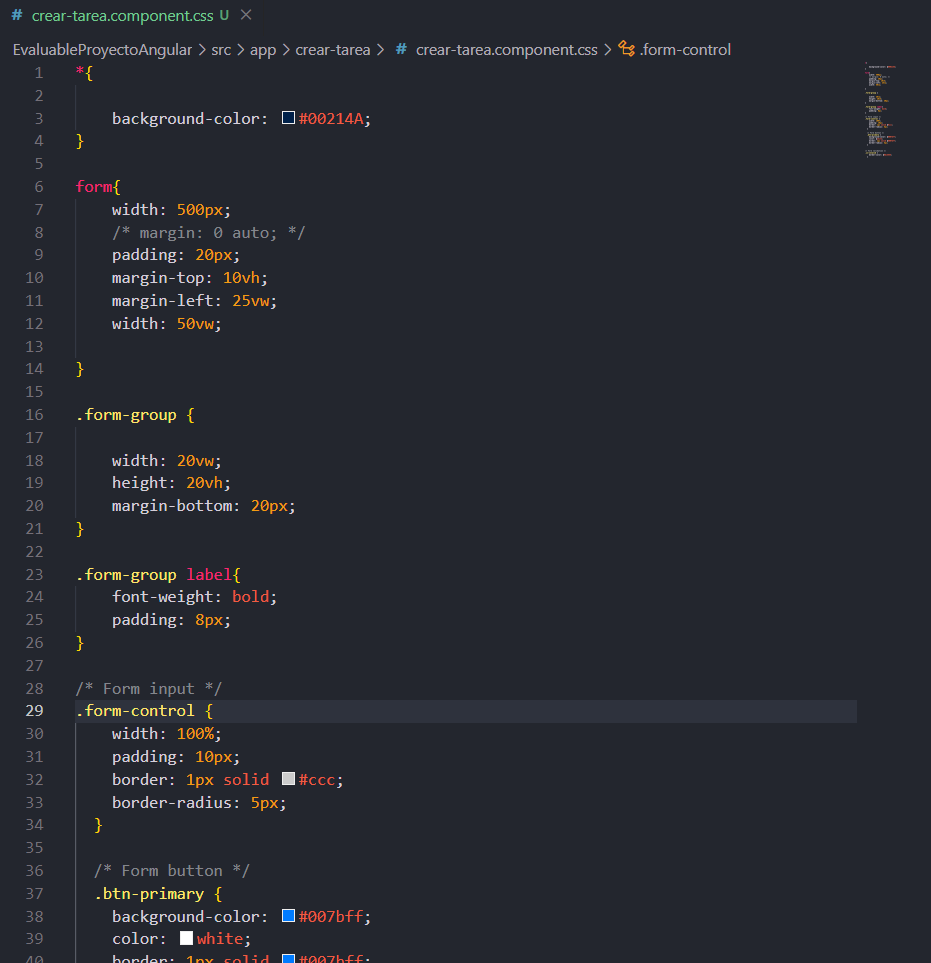 # crear-tarea.component.css U ×
EvaluableProyectoAngular > src > app > crear-tarea > # crear-tarea.component.css > .form-control
1 *{
2
3 background-color: #00214A;
4 }
5
6 form{
7 width: 500px;
8 /* margin: 0 auto; */
9 padding: 20px;
10 margin-top: 10vh;
11 margin-left: 25vw;
12 width: 50vw;
13
14 }
15
16 .form-group {
17
18 width: 20vw;
19 height: 20vh;
20 margin-bottom: 20px;
21 }
22
23 .form-group label{
24 font-weight: bold;
25 padding: 8px;
26 }
27
28 /* Form input */
29 .form-control {
30 width: 100%;
31 padding: 10px;
32 border: 1px solid #ccc;
33 border-radius: 5px;
34 }
35
36 /* Form button */
37 .btn-primary {
38 background-color: #007bff;
39 color: white;
40 border: 1px solid #007bff;